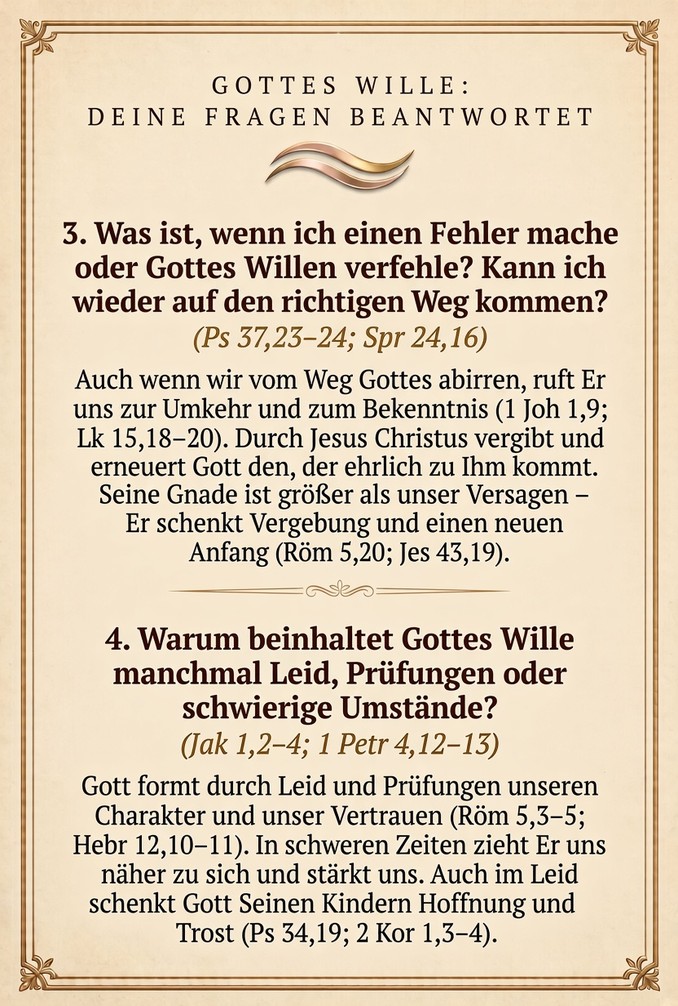 GOTTES WILLE:
DEINE FRAGEN BEANTWORTET
3. Was ist, wenn ich einen Fehler mache
oder Gottes Willen verfehle? Kann ich
wieder auf den richtigen Weg kommen?
(Ps 37,23–24; Spr 24,16)
Auch wenn wir vom Weg Gottes abirren, ruft Er
uns zur Umkehr und zum Bekenntnis (1 Joh 1,9;
Lk 15,18–20). Durch Jesus Christus vergibt und
erneuert Gott den, der ehrlich zu Ihm kommt.
Seine Gnade ist größer als unser Versagen –
Er schenkt Vergebung und einen neuen
Anfang (Röm 5,20; Jes 43,19).
4. Warum beinhaltet Gottes Wille
manchmal Leid, Prüfungen oder
schwierige Umstände?
(Jak 1,2–4; 1 Petr 4,12–13)
Gott formt durch Leid und Prüfungen unseren
Charakter und unser Vertrauen (Röm 5,3–5;
Hebr 12,10–11). In schweren Zeiten zieht Er uns
näher zu sich und stärkt uns. Auch im Leid
schenkt Gott Seinen Kindern Hoffnung und
Trost (Ps 34,19; 2 Kor 1,3–4).